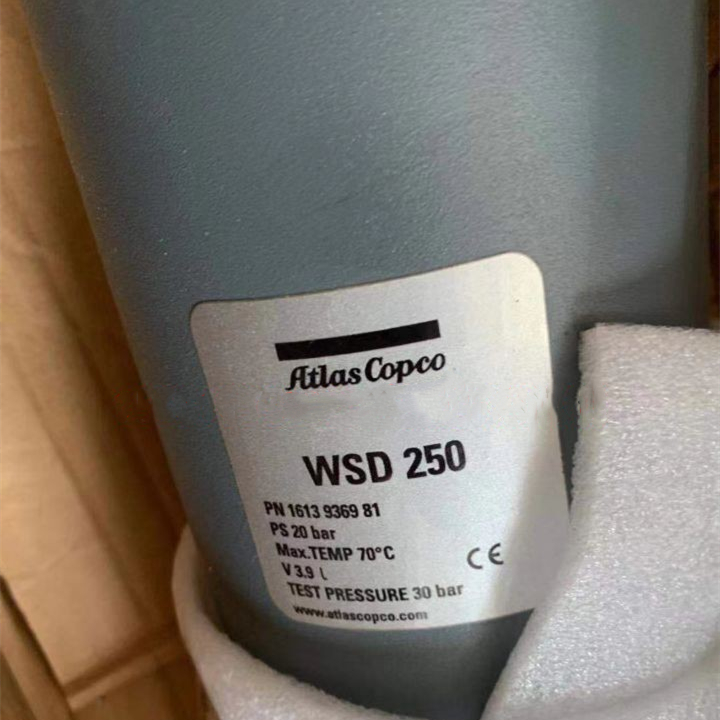 Atlas Copco
WSD 250
PN 1613 9369 81
PS 20 bar
Max.TEMP 70°C
V 3.9 L
CE
TEST PRESSURE 30 bar
www.atlascopco.com